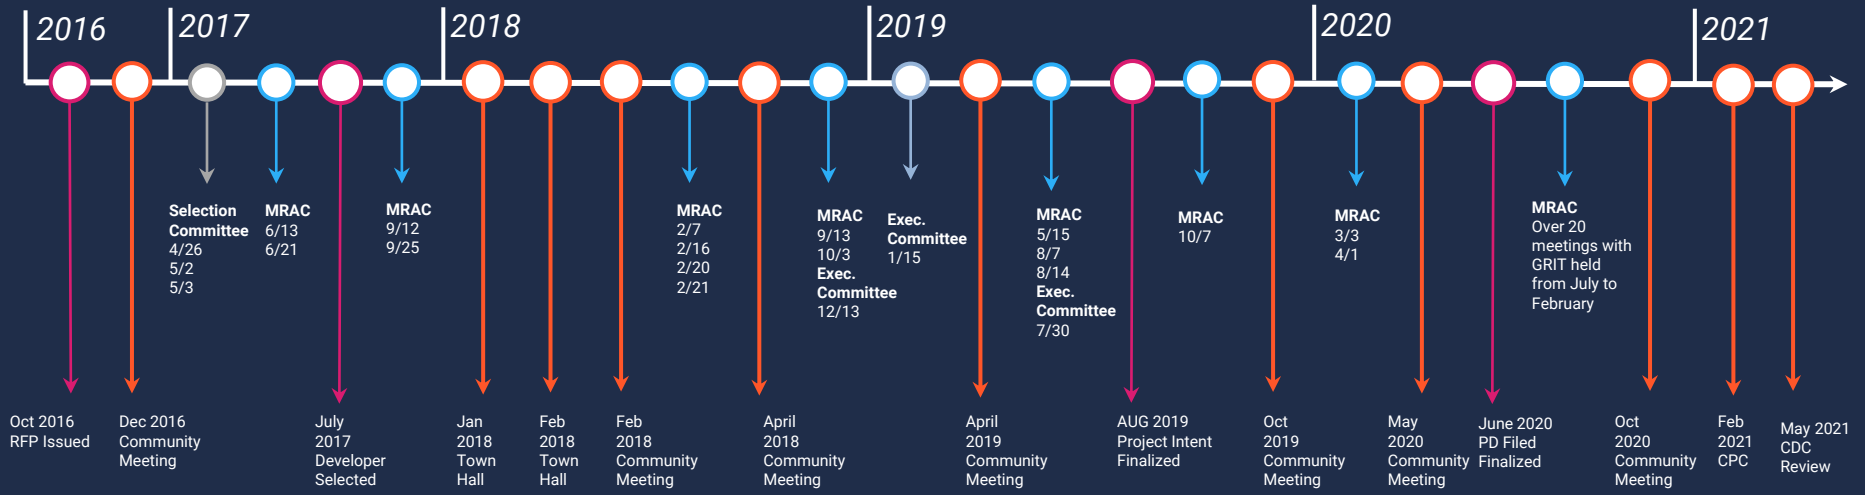 2016
2017
2018
2019
2020
2021
Selection
Committee
4/26
5/2
5/3
MRAC
6/13
6/21
MRAC
9/12
9/25
MRAC
2/7
2/16
2/20
2/21
MRAC
9/13
10/3
Exec.
Committee
12/13
Exec.
Committee
1/15
MRAC
5/15
8/7
8/14
Exec.
Committee
7/30
MRAC
10/7
MRAC
3/3
4/1
MRAC
Over 20
meetings with
GRIT held
from July to
February
Oct 2016
RFP Issued
Dec 2016
Community
Meeting
July
2017
Developer
Selected
Jan
2018
Town
Hall
Feb
2018
Town
Hall
Feb
2018
Community
Meeting
April
2018
Community
Meeting
April
2019
Community
Meeting
AUG 2019
Project Intent
Finalized
Oct
2019
Community
Meeting
May
2020
Community
Meeting
June 2020
PD Filed
Finalized
Oct
2020
Community
Meeting
Feb
2021
CPC
May 2021
CDC
Review